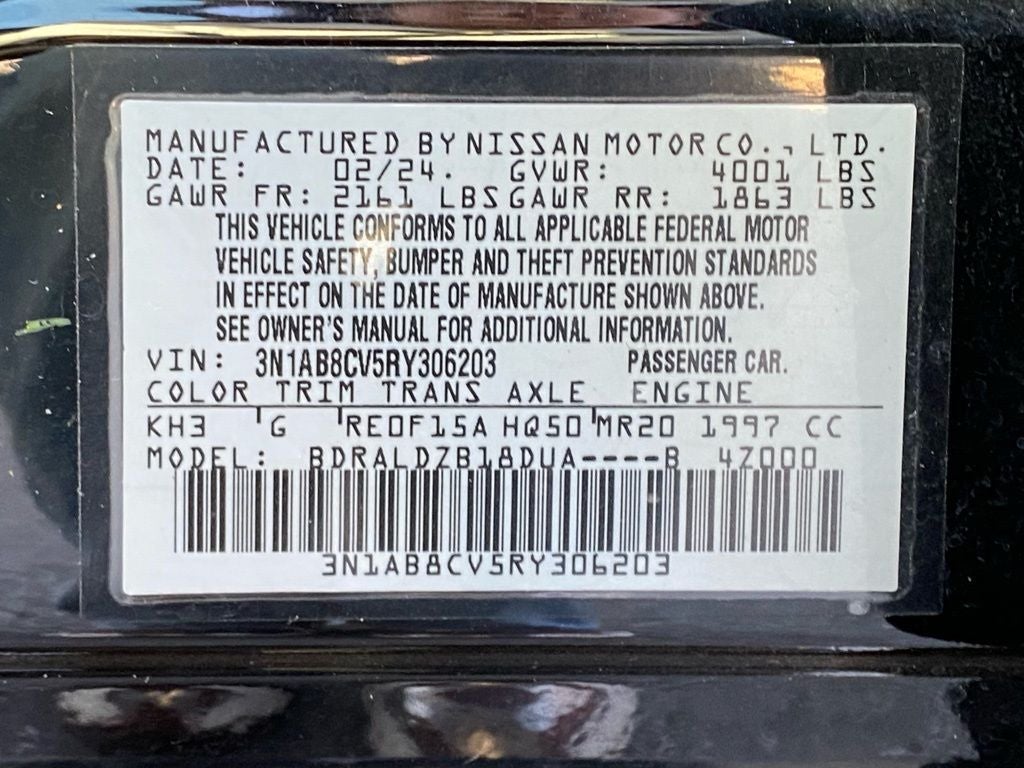 MANUFACTURED BY NISSAN MOTOR CO., LTD.
DATE: 02/24. GVWR: 4001 LBS
GAWR FR: 2161 LBS GAWR RR: 1863 LBS
THIS VEHICLE CONFORMS TO ALL APPLICABLE FEDERAL MOTOR
VEHICLE SAFETY, BUMPER AND THEFT PREVENTION STANDARDS
IN EFFECT ON THE DATE OF MANUFACTURE SHOWN ABOVE.
SEE OWNER'S MANUAL FOR ADDITIONAL INFORMATION.
VIN: 3N1AB8CV5RY306203 PASSENGER CAR.
COLOR TRIM TRANS AXLE ENGINE
KH3 G RE0F15A HQ50 MR20 1997 CC
MODEL: BDRALDZB18DUA----B 4Z000
3N1AB8CV5RY306203